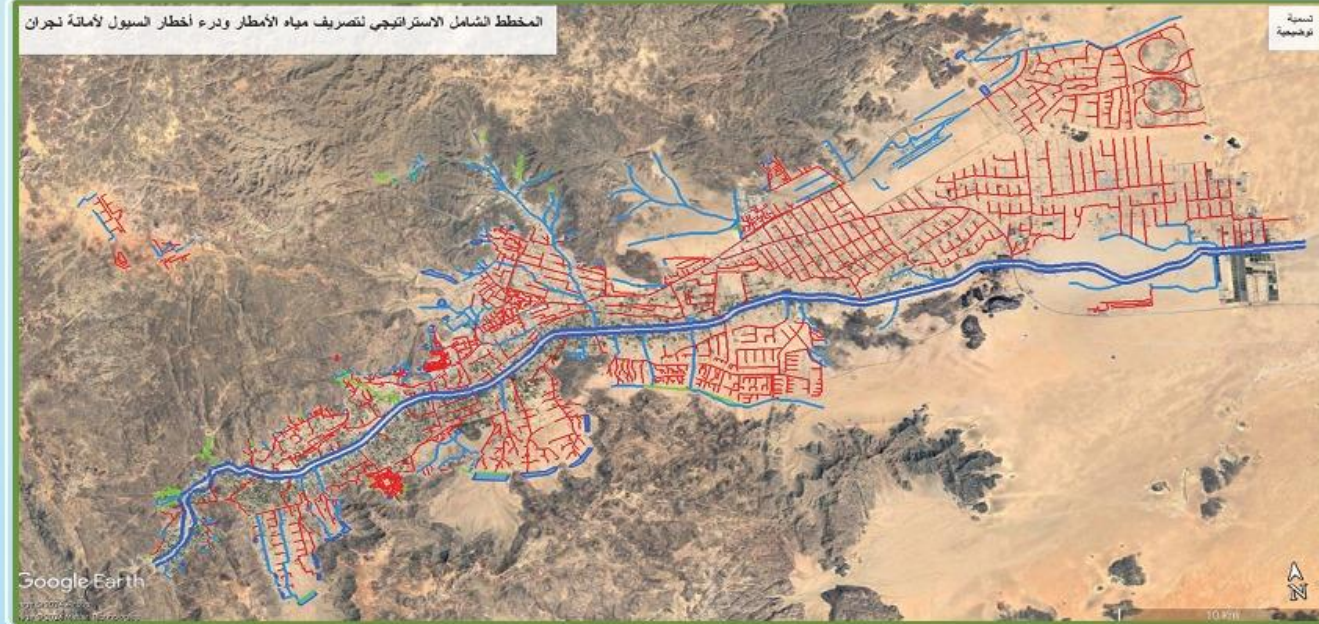 المخطط الشامل الاستراتيجي لتصريف مياه الأمطار ودرء أخطار السيول لأمانة نجران
تسمية
توضيحية
Google Earth
N
10 km